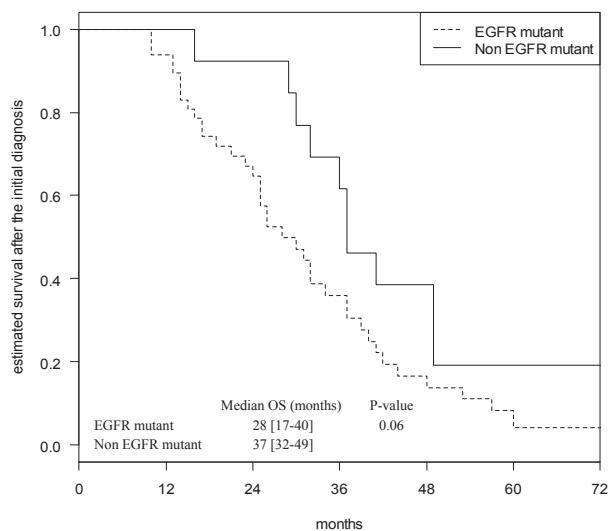 EGFR mutant
Non EGFR mutant
estimated survival after the initial diagnosis
1.0
0.8
0.6
0.4
0.2
0.0
Median OS (months) P-value
EGFR mutant 28 [17-40] 0.06
Non EGFR mutant 37 [32-49]
0 12 24 36 48 60 72
months